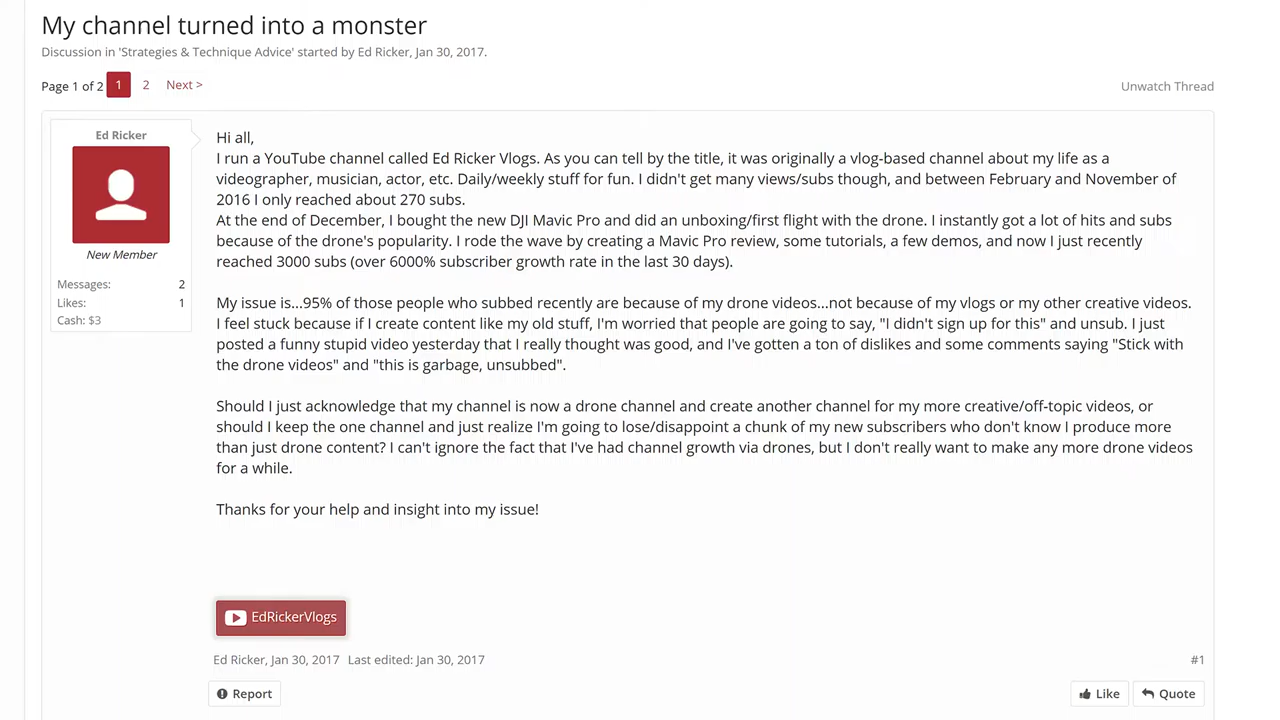 My channel turned into a monster
Discussion in 'Strategies & Technique Advice' started by Ed Ricker, Jan 30, 2017.
Page 1 of 2 1 2 Next > Unwatch Thread
Ed Ricker
New Member
Messages: 2
Likes: 1
Cash: $3
Hi all,
I run a YouTube channel called Ed Ricker Vlogs. As you can tell by the title, it was originally a vlog-based channel about my life as a
videographer, musician, actor, etc. Daily/weekly stuff for fun. I didn't get many views/subs though, and between February and November of
2016 I only reached about 270 subs.
At the end of December, I bought the new DJI Mavic Pro and did an unboxing/first flight with the drone. I instantly got a lot of hits and subs
because of the drone's popularity. I rode the wave by creating a Mavic Pro review, some tutorials, a few demos, and now I just recently
reached 3000 subs (over 6000% subscriber growth rate in the last 30 days).
My issue is...95% of those people who subbed recently are because of my drone videos...not because of my vlogs or my other creative videos.
I feel stuck because if I create content like my old stuff, I'm worried that people are going to say, "I didn't sign up for this" and unsub. I just
posted a funny stupid video yesterday that I really thought was good, and I've gotten a ton of dislikes and some comments saying "Stick with
the drone videos" and "this is garbage, unsubbed".
Should I just acknowledge that my channel is now a drone channel and create another channel for my more creative/off-topic videos, or
should I keep the one channel and just realize I'm going to lose/disappoint a chunk of my new subscribers who don't know I produce more
than just drone content? I can't ignore the fact that I've had channel growth via drones, but I don't really want to make any more drone videos
for a while.
Thanks for your help and insight into my issue!
EdRickerVlogs
Ed Ricker, Jan 30, 2017 Last edited: Jan 30, 2017 #1
Report Like Quote